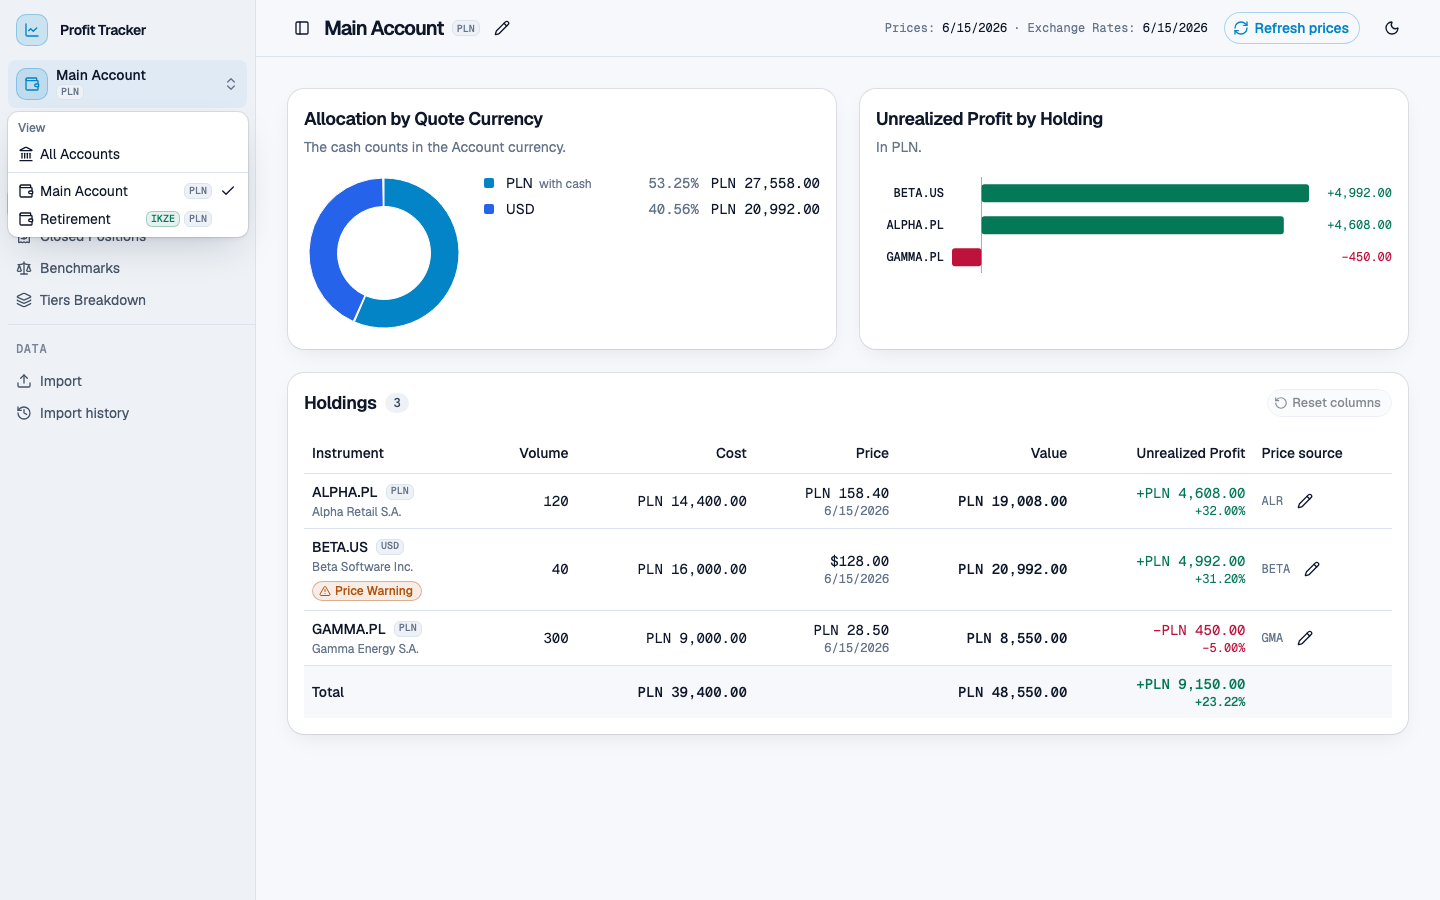 Profit Tracker
Main Account
PLN
View
All Accounts
Main Account PLN
Retirement IKZE PLN
Closed Positions
Benchmarks
Tiers Breakdown
DATA
Import
Import history
Main Account PLN
Prices: 6/15/2026 · Exchange Rates: 6/15/2026
Refresh prices
Allocation by Quote Currency
The cash counts in the Account currency.
PLN with cash 53.25% PLN 27,558.00
USD 40.56% PLN 20,992.00
Unrealized Profit by Holding
In PLN.
BETA.US +4,992.00
ALPHA.PL +4,608.00
GAMMA.PL −450.00
Holdings 3
Reset columns
Instrument Volume Cost Price Value Unrealized Profit Price source
ALPHA.PL PLN 120 PLN 14,400.00 PLN 158.40 PLN 19,008.00 +PLN 4,608.00 ALR
Alpha Retail S.A. 6/15/2026 +32.00%
BETA.US USD 40 PLN 16,000.00 $128.00 PLN 20,992.00 +PLN 4,992.00 BETA
Beta Software Inc. 6/15/2026 +31.20%
Price Warning
GAMMA.PL PLN 300 PLN 9,000.00 PLN 28.50 PLN 8,550.00 −PLN 450.00 GMA
Gamma Energy S.A. 6/15/2026 −5.00%
Total PLN 39,400.00 PLN 48,550.00 +PLN 9,150.00
+23.22%